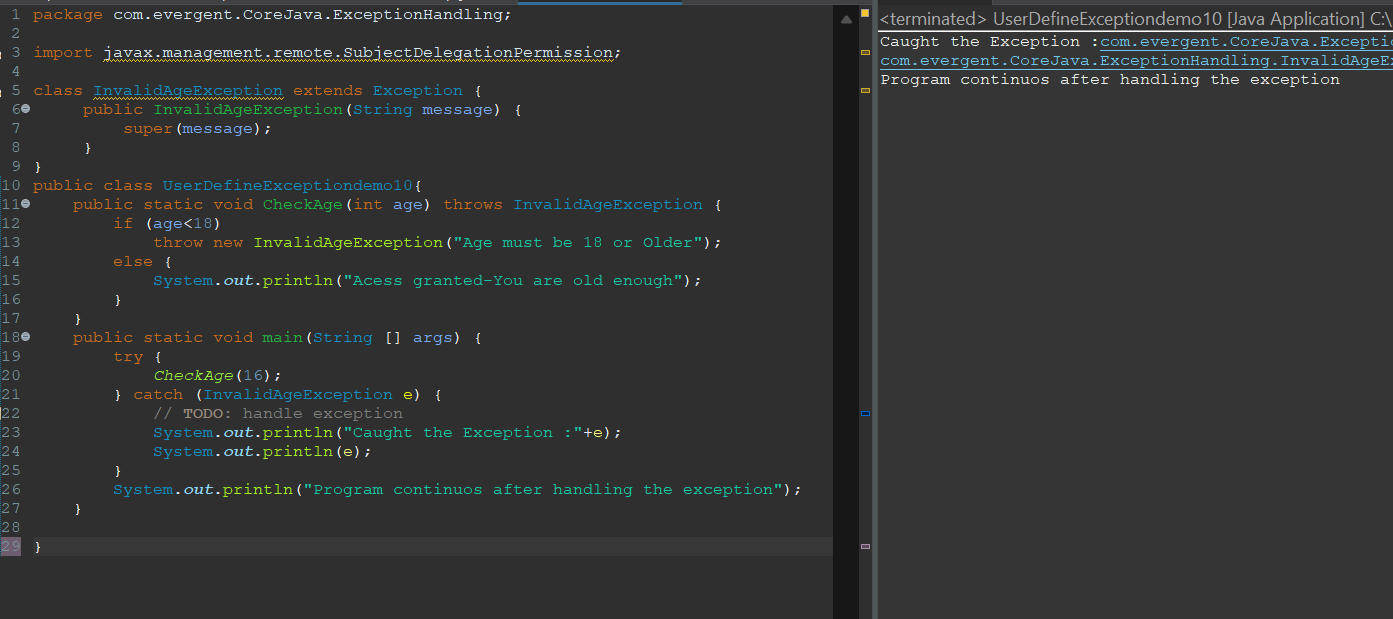 1 package com.evergent.CoreJava.ExceptionHandling;
2
3 import javax.management.remote.SubjectDelegationPermission;
4
5 class InvalidAgeException extends Exception {
6 public InvalidAgeException(String message) {
7 super(message);
8 }
9 }
10 public class UserDefineExceptiondemo10{
11 public static void CheckAge(int age) throws InvalidAgeException {
12 if (age<18)
13 throw new InvalidAgeException("Age must be 18 or Older");
14 else {
15 System.out.println("Acess granted-You are old enough");
16 }
17 }
18 public static void main(String [] args) {
19 try {
20 CheckAge(16);
21 } catch (InvalidAgeException e) {
22 // TODO: handle exception
23 System.out.println("Caught the Exception :"+e);
24 System.out.println(e);
25 }
26 System.out.println("Program continuos after handling the exception");
27 }
28
29 }
<terminated> UserDefineExceptiondemo10 [Java Application] C:\
Caught the Exception :com.evergent.CoreJava.Exceptio
com.evergent.CoreJava.ExceptionHandling.InvalidAgeEx
Program continuos after handling the exception